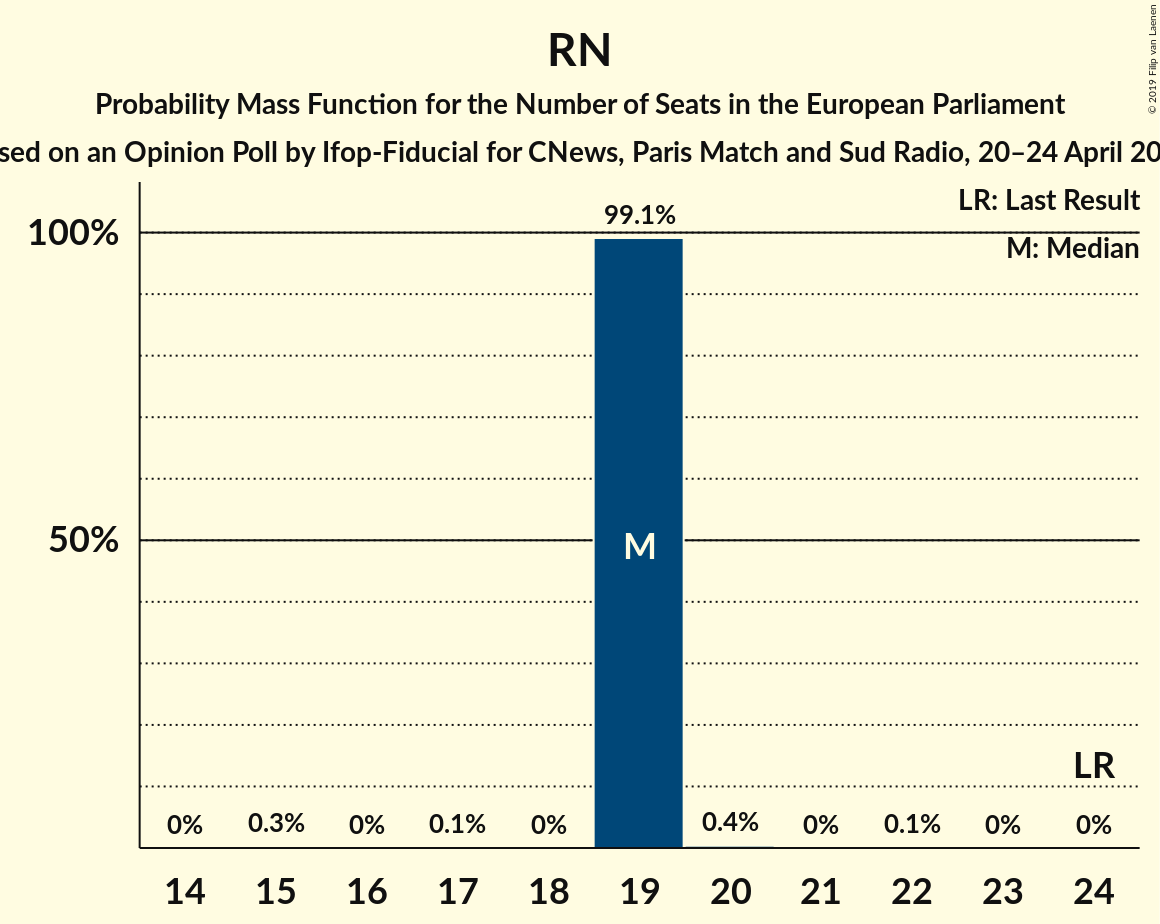 RN
Probability Mass Function for the Number of Seats in the European Parliament
on an Opinion Poll by Ifop-Fiducial for CNews, Paris Match and Sud Radio, 20–24 April
© 2019 Filip van Laenen
LR: Last Result
M: Median
100%
99.1%
50%
M
LR
0% 0.3% 0% 0.1% 0% 0.4% 0% 0.1% 0% 0%
14 15 16 17 18 19 20 21 22 23 24